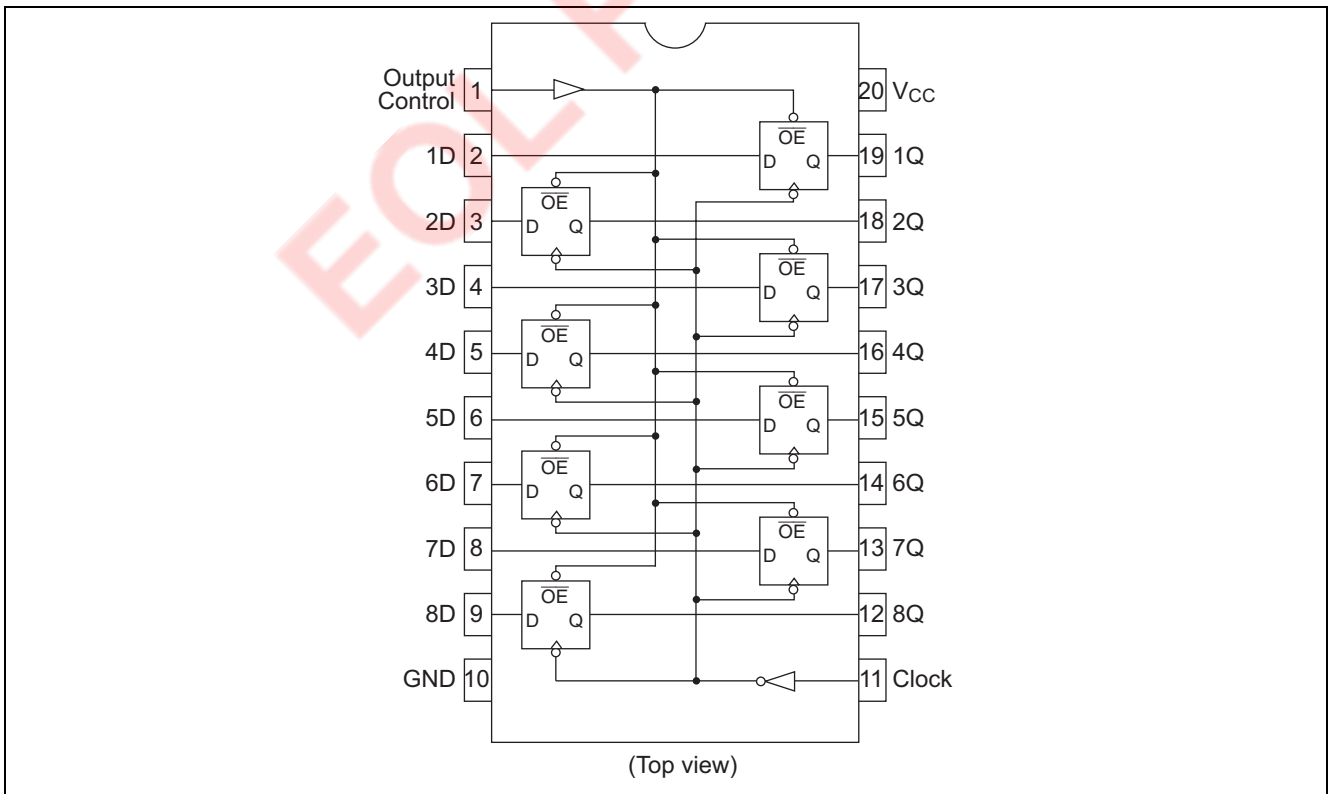 Output
Control 1
20 VCC
OE
1D 2
D Q
19 1Q
OE
2D 3
D Q
18 2Q
OE
3D 4
D Q
17 3Q
OE
4D 5
D Q
16 4Q
OE
5D 6
D Q
15 5Q
OE
6D 7
D Q
14 6Q
OE
7D 8
D Q
13 7Q
OE
8D 9
D Q
12 8Q
GND 10
11 Clock
(Top view)
EOL